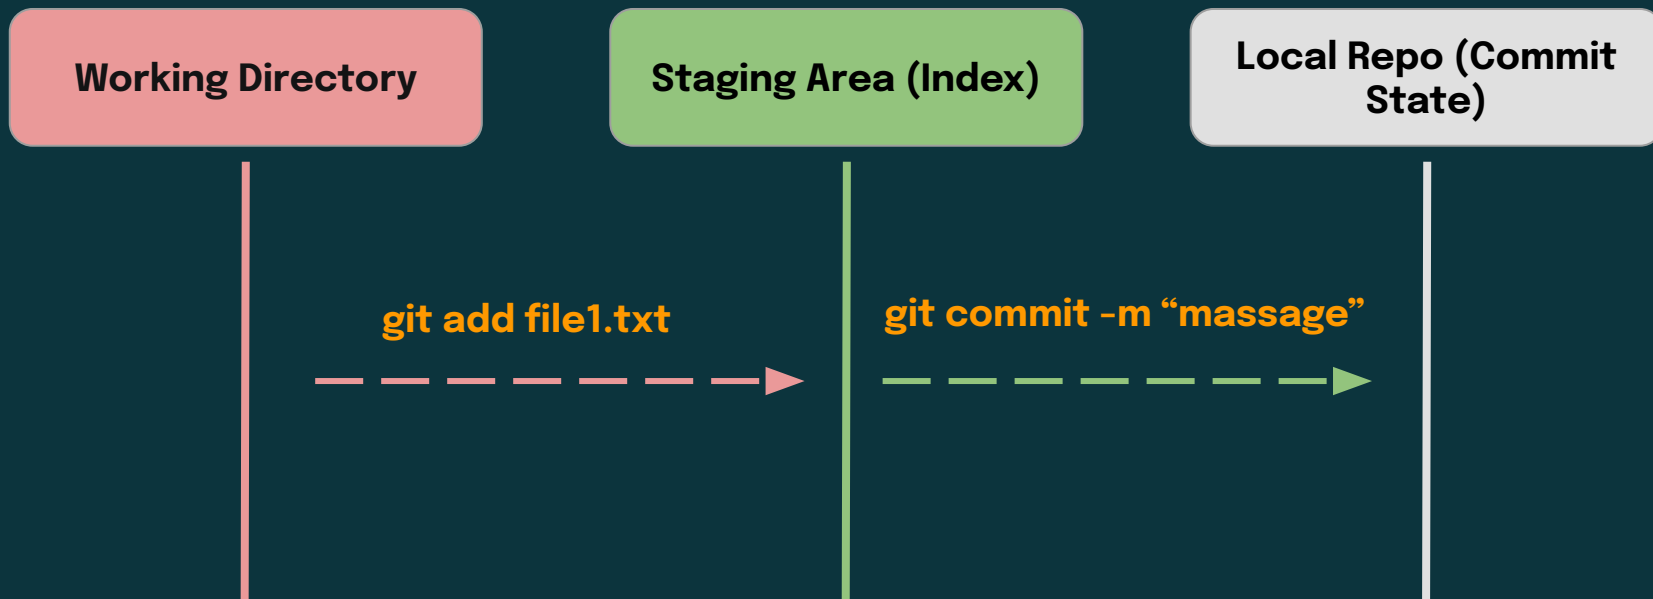 Working Directory
Staging Area (Index)
Local Repo (Commit
State)
git add file1.txt
git commit -m “massage”